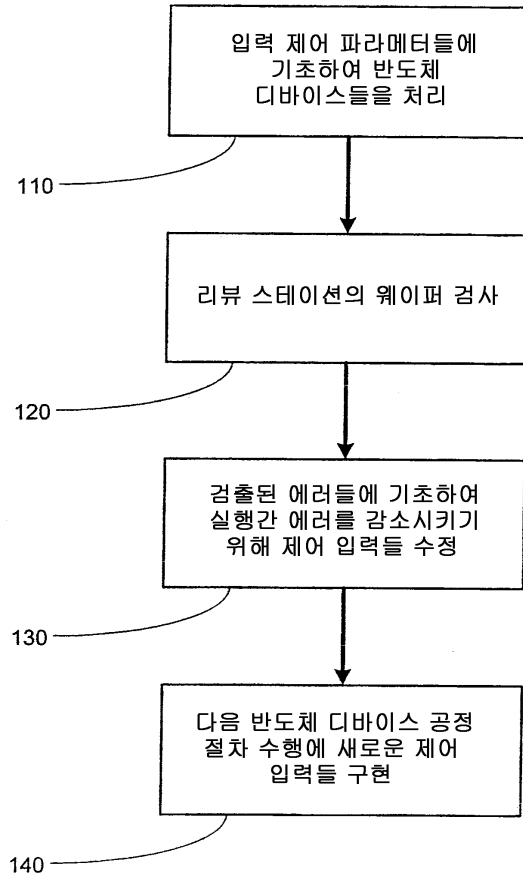 입력 제어 파라메터들에
기초하여 반도체
디바이스들을 처리
110
리뷰 스테이션의 웨이퍼 검사
120
검출된 에러들에 기초하여
실행간 에러를 감소시키기
위해 제어 입력들 수정
130
다음 반도체 디바이스 공정
절차 수행에 새로운 제어
입력들 구현
140